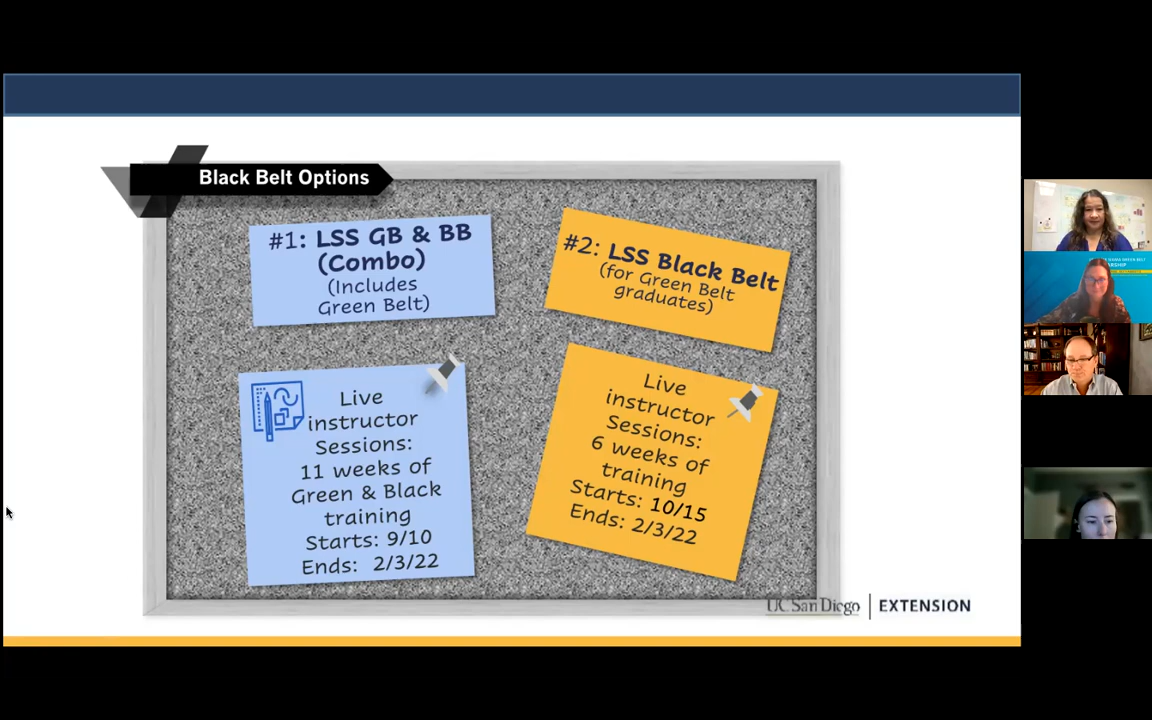 Black Belt Options
#1: LSS GB & BB
(Combo)
(Includes
Green Belt)
#2: LSS Black Belt
(for Green Belt
graduates)
Live
instructor
Sessions:
11 weeks of
Green & Black
training
Starts: 9/10
Ends: 2/3/22
Live
instructor
Sessions:
6 weeks of
training
Starts: 10/15
Ends: 2/3/22
UC San Diego | EXTENSION